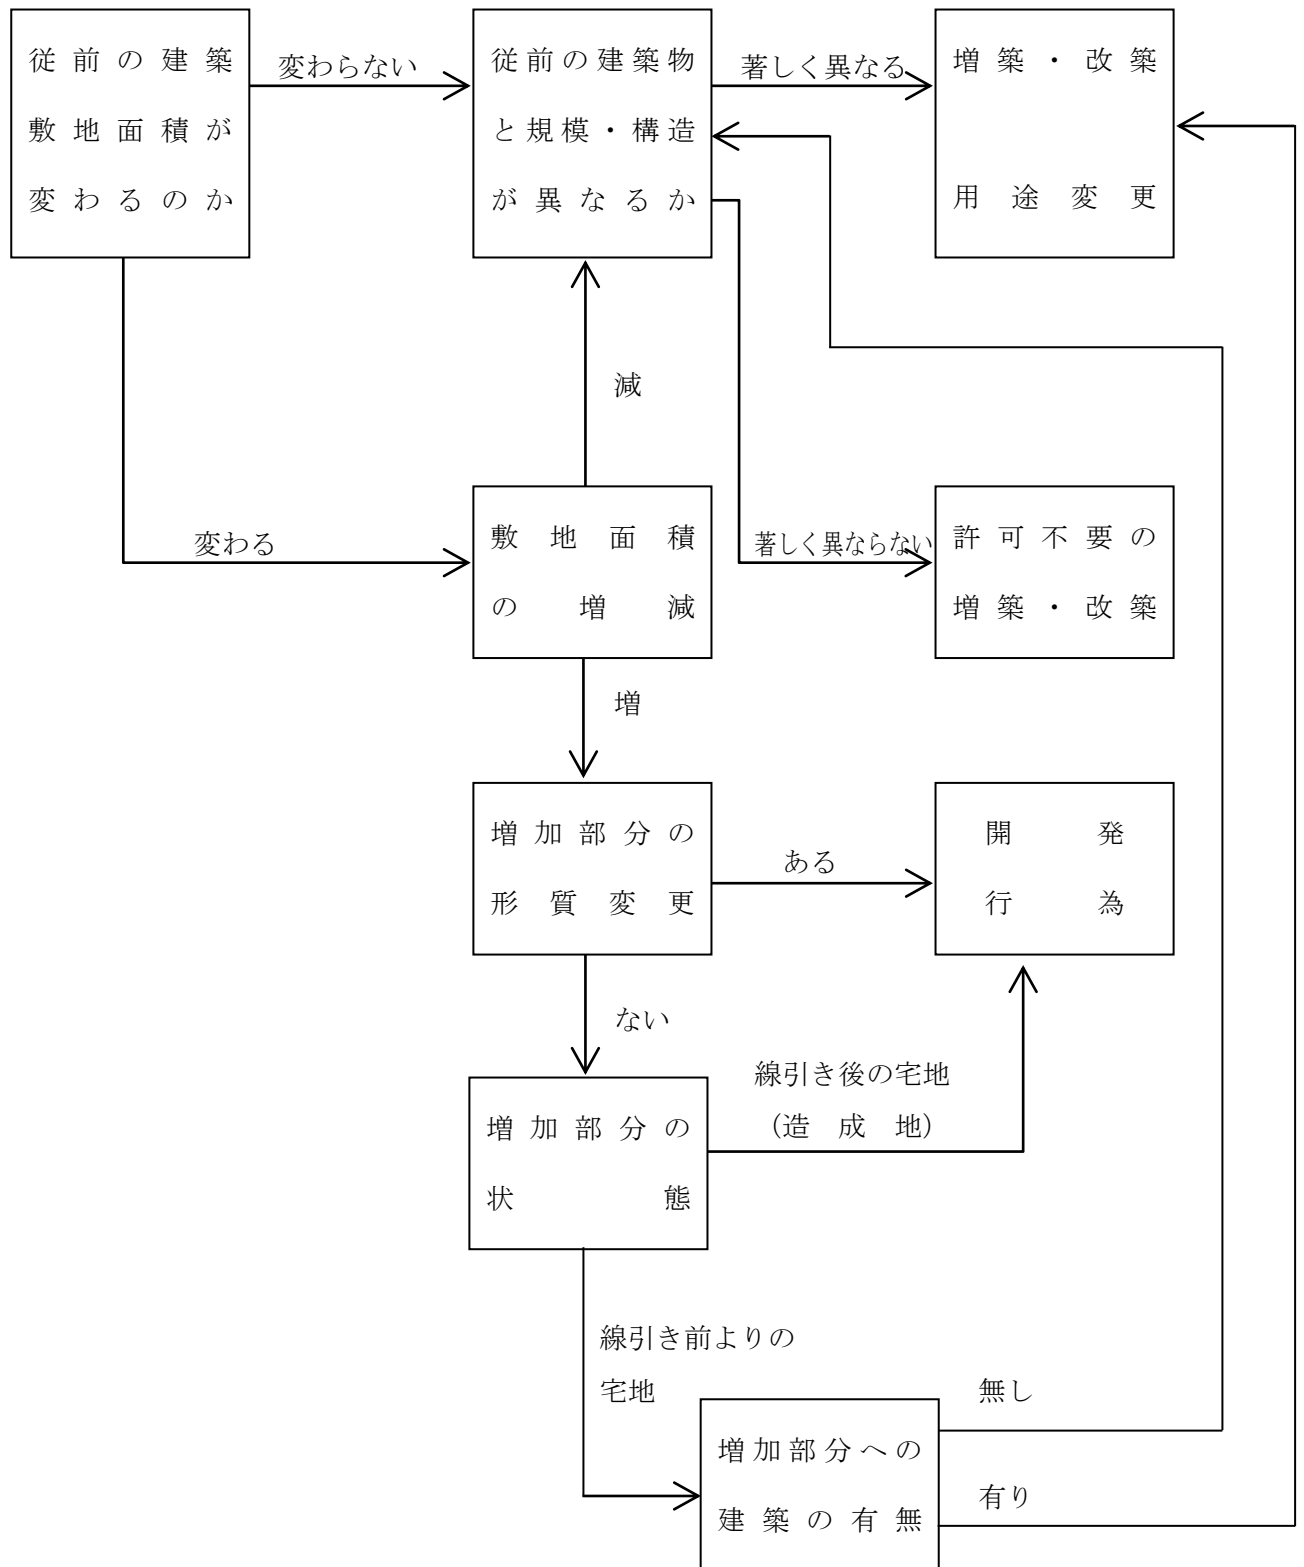 従前の建築
敷地面積が
変わるのか
変わらない
従前の建築物
と規模・構造
が異なるか
著しく異なる
増築・改築
用途変更
減
変わる
敷地面積
の増減
著しく異ならない
許可不要の
増築・改築
増
増加部分の
形質変更
ある
開発
行為
ない
増加部分の
状態
線引き後の宅地
(造成地)
線引き前よりの
宅地
増加部分への
建築の有無
無し
有り